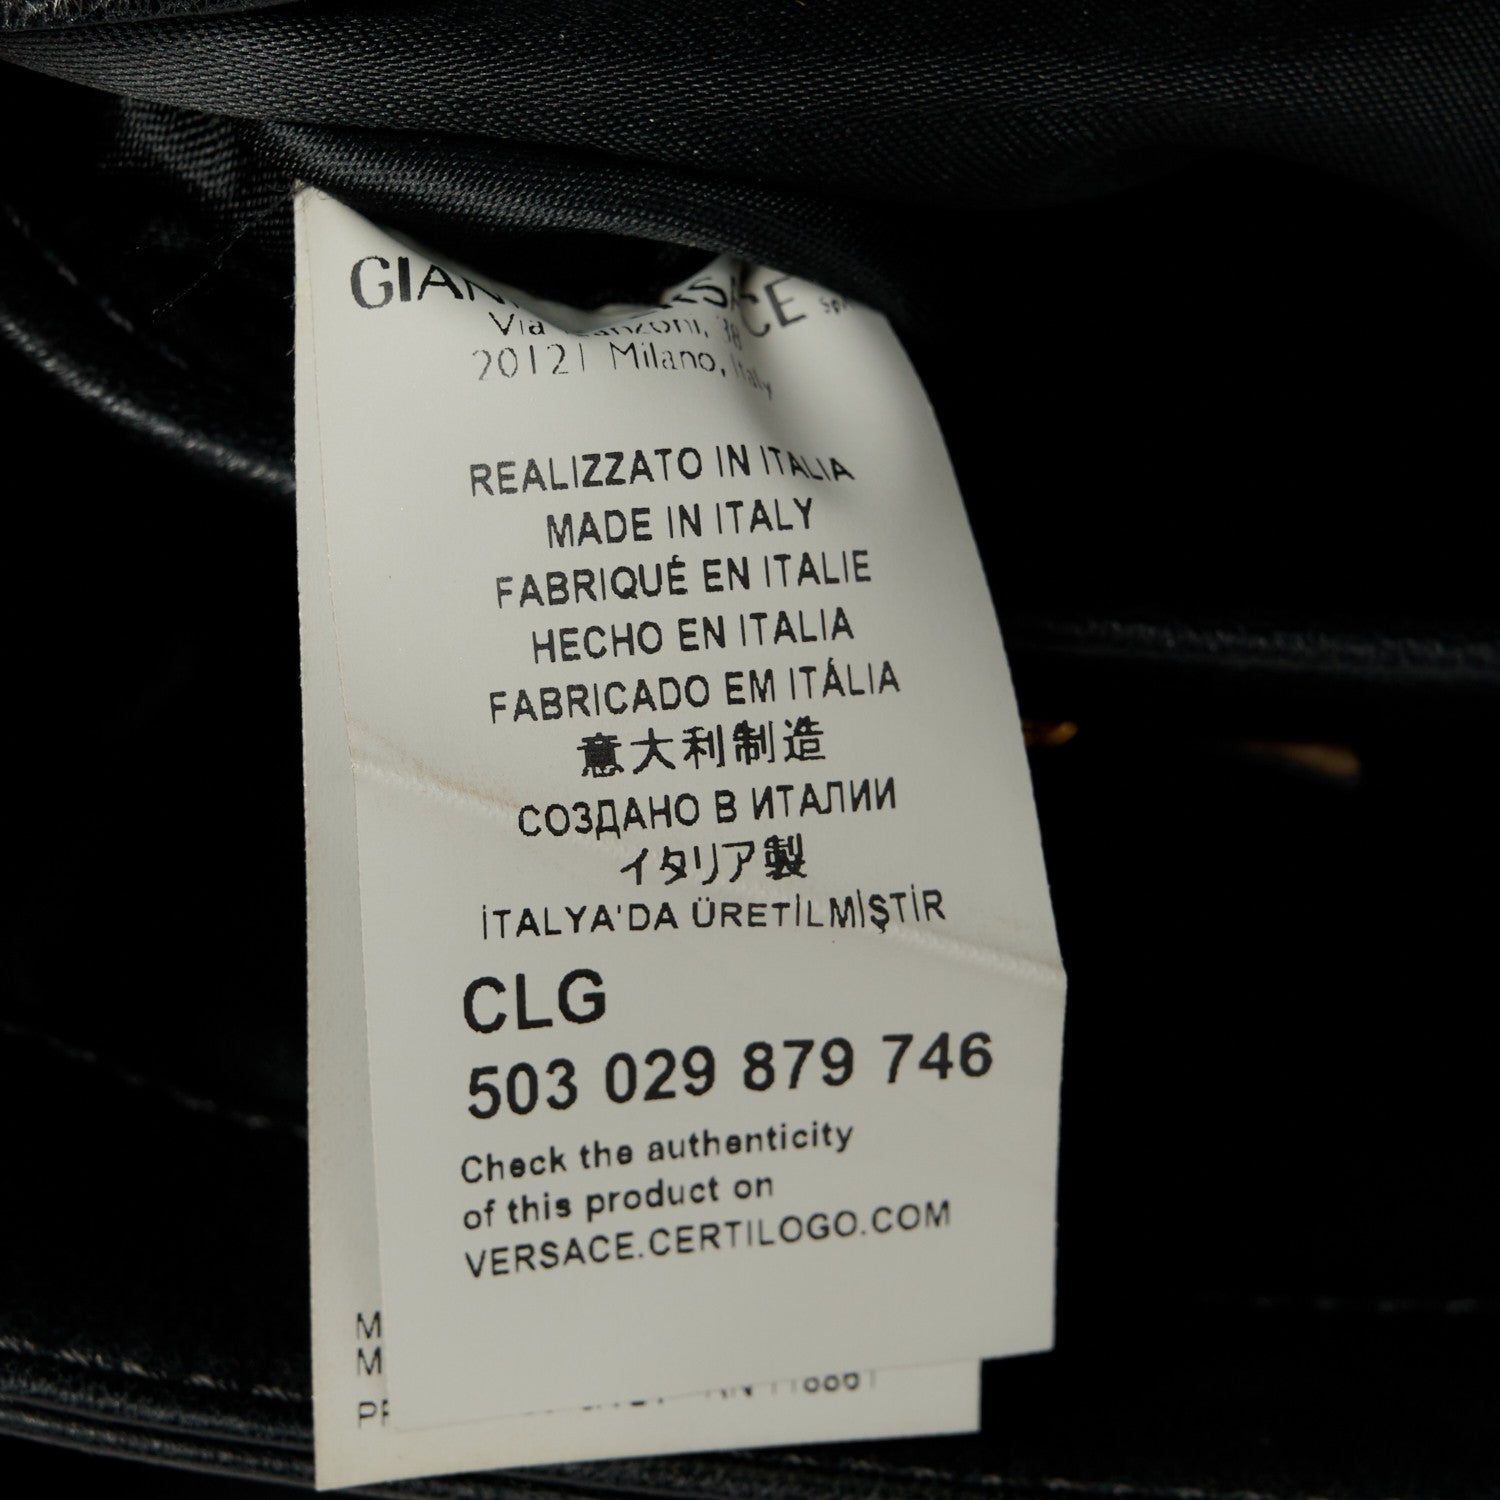 Via
20121 Milano, Italy
REALIZZATO IN ITALIA
MADE IN ITALY
FABRIQUÉ EN ITALIE
HECHO EN ITALIA
FABRICADO EM ITÁLIA
意大利制造
СОЗДАНО В ИТАЛИИ
イタリア製
İTALYA'DA ÜRETİLMİŞTİR
CLG
503 029 879 746
Check the authenticity
of this product on
VERSACE.CERTILOGO.COM